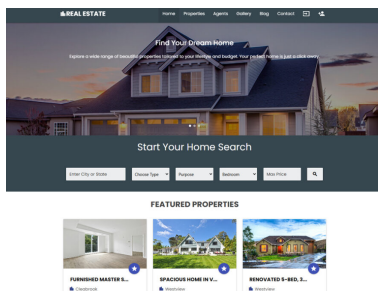 REAL ESTATE
Home Properties Agents Gallery Blog Contact
Find Your Dream Home
Explore a wide range of beautiful properties tailored to your lifestyle and budget. Your perfect home is just a click away.
Start Your Home Search
Enter City or State Choose Type Purpose Bedroom Max Price
FEATURED PROPERTIES
FURNISHED MASTER S... SPACIOUS HOME IN V... RENOVATED 5-BED, 3...
Clearbrook Westview Westview